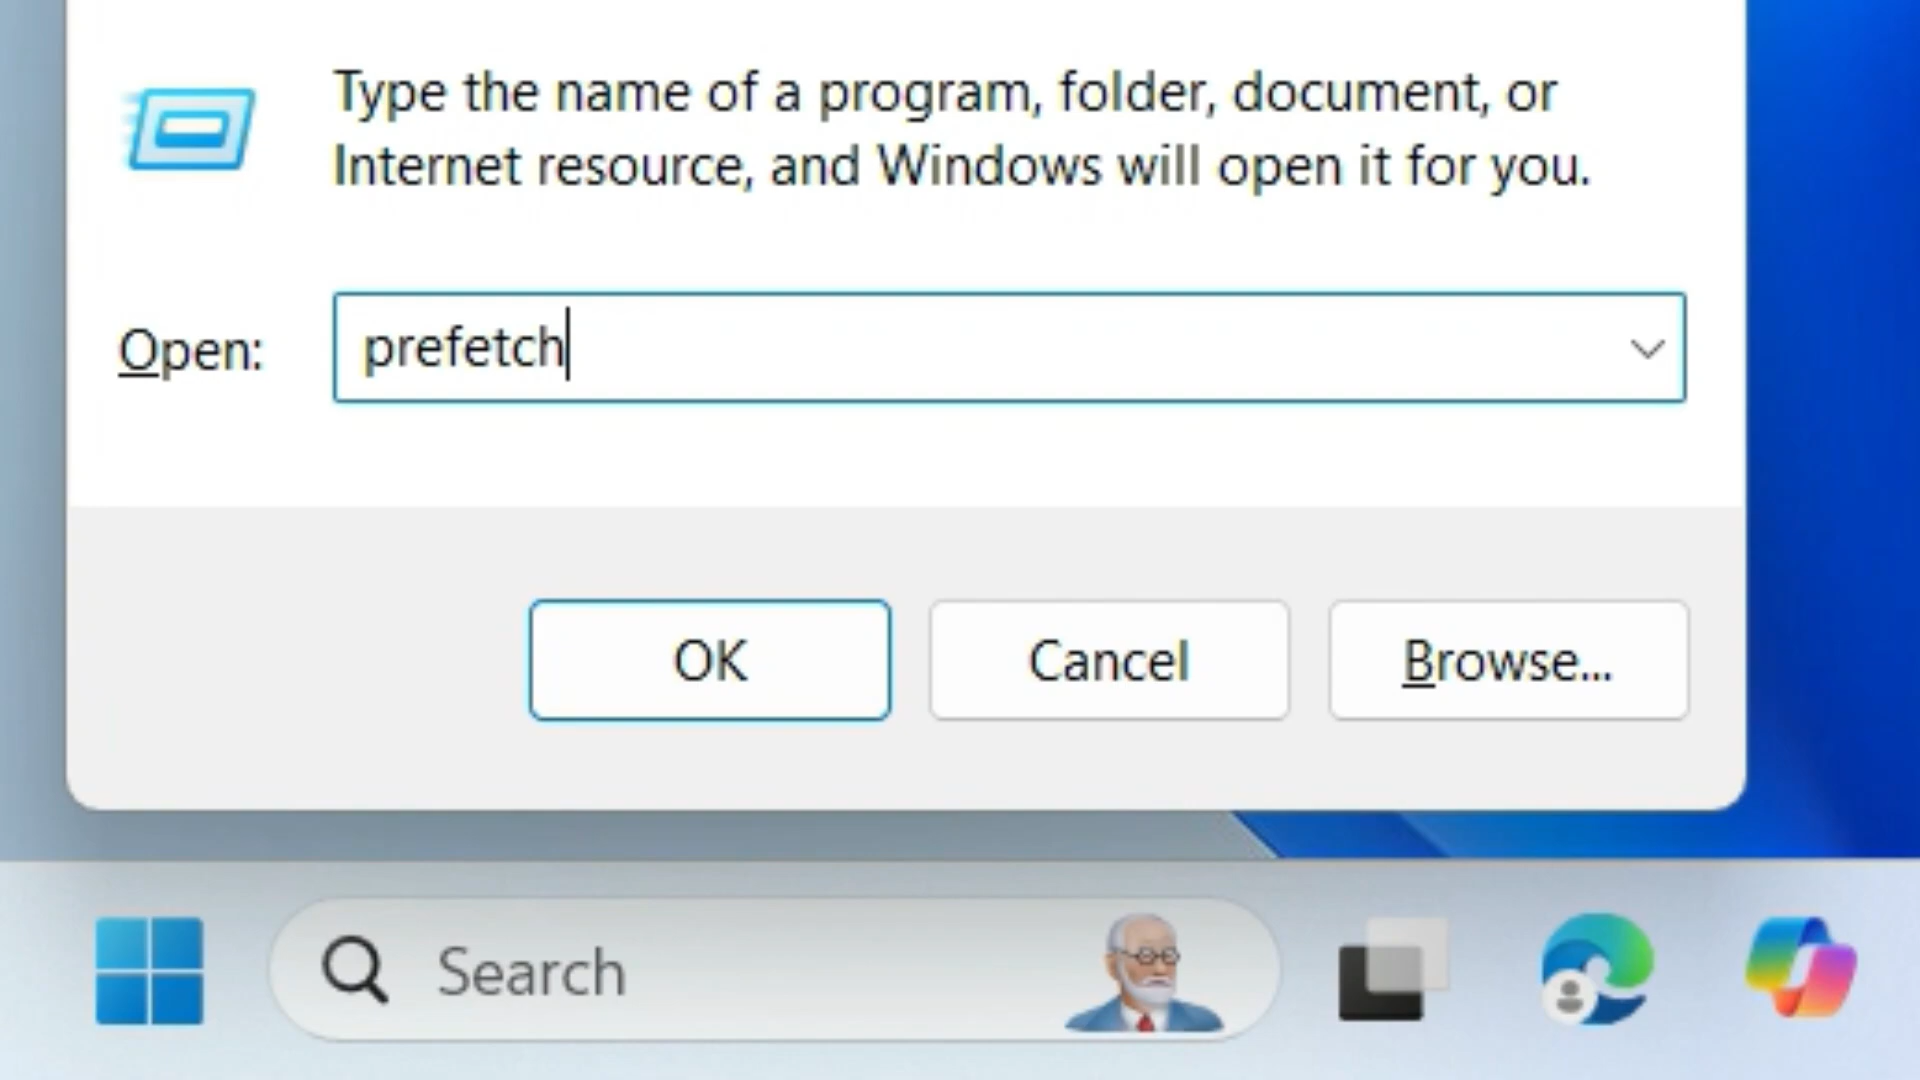 Type the name of a program, folder, document, or
Internet resource, and Windows will open it for you.
Open: prefetch
OK Cancel Browse...
Search